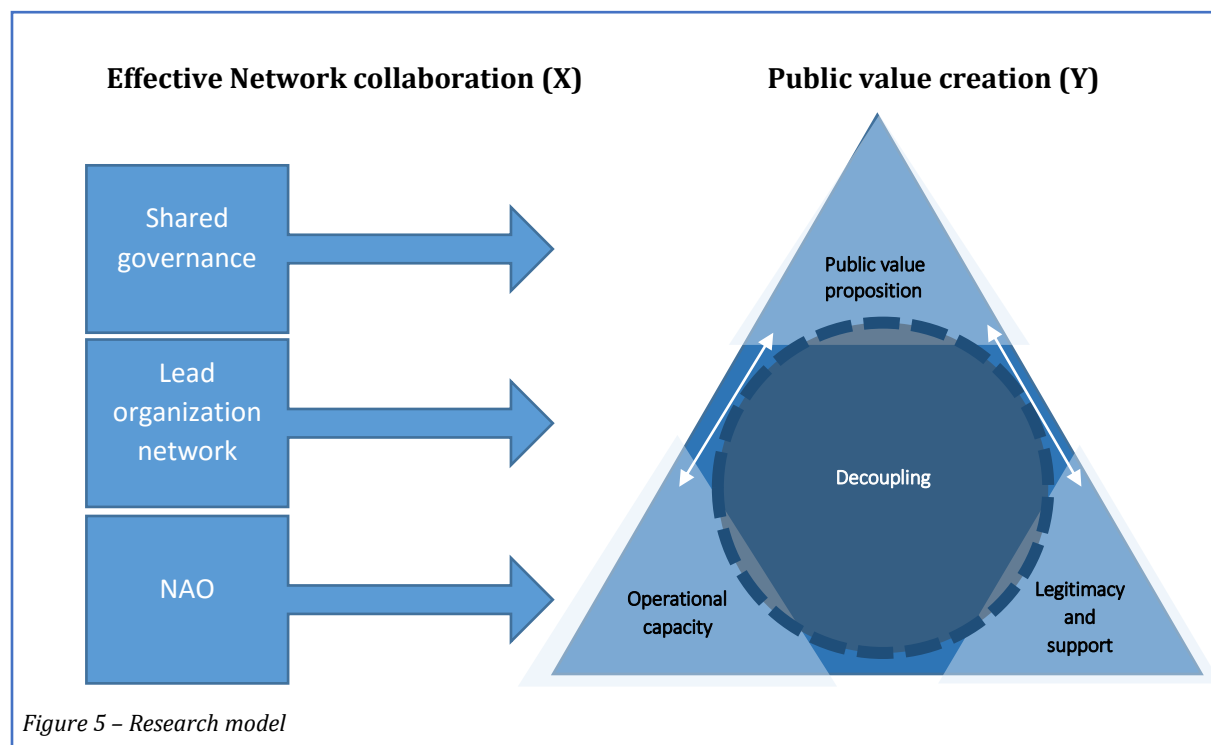 Effective Network collaboration (X)
Public value creation (Y)
Shared
governance
Lead
organization
network
NAO
Public value
proposition
Decoupling
Operational
capacity
Legitimacy
and
support
Figure 5 – Research model